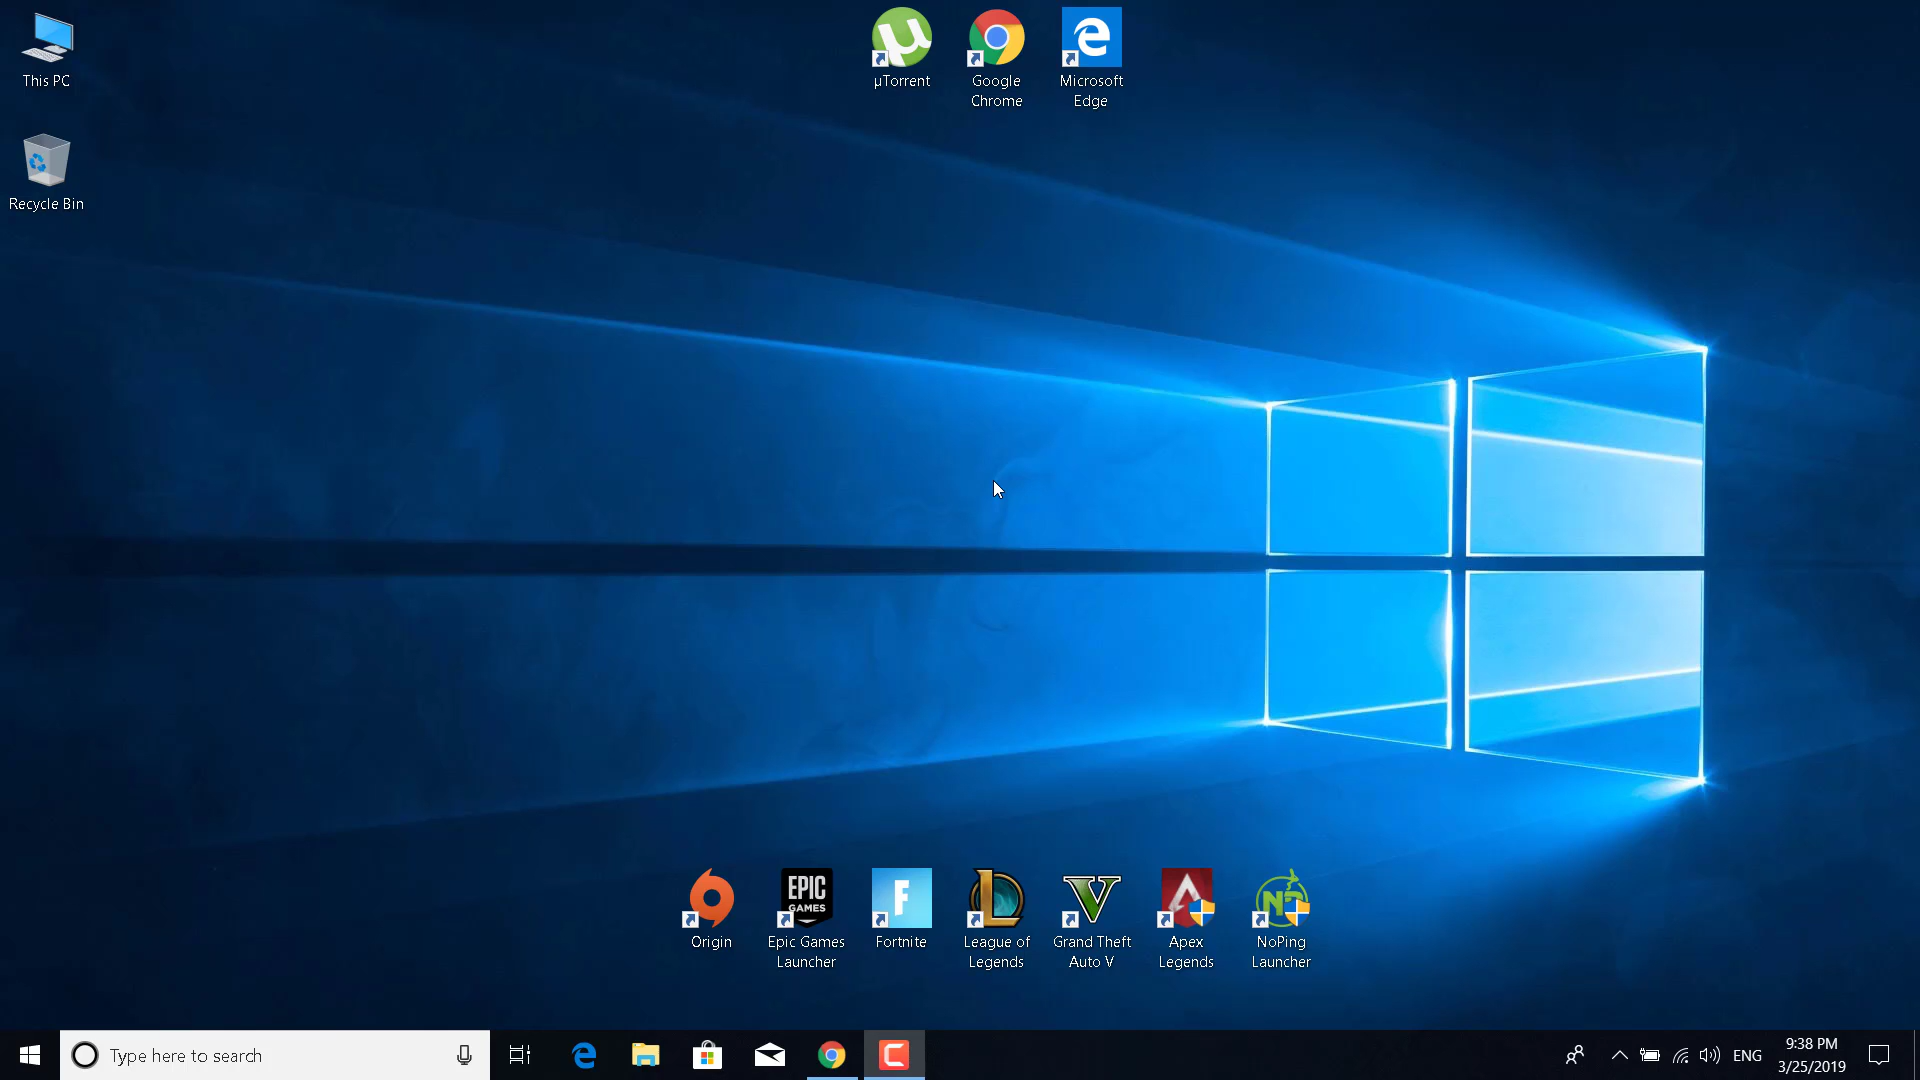 This PC
Recycle Bin
µTorrent
Google
Chrome
Microsoft
Edge
Origin
EPIC
GAMES
Epic Games
Launcher
F
Fortnite
L
League of
Legends
V
Grand Theft
Auto V
Apex
Legends
NP
NoPing
Launcher
Type here to search
ENG
9:38 PM
3/25/2019